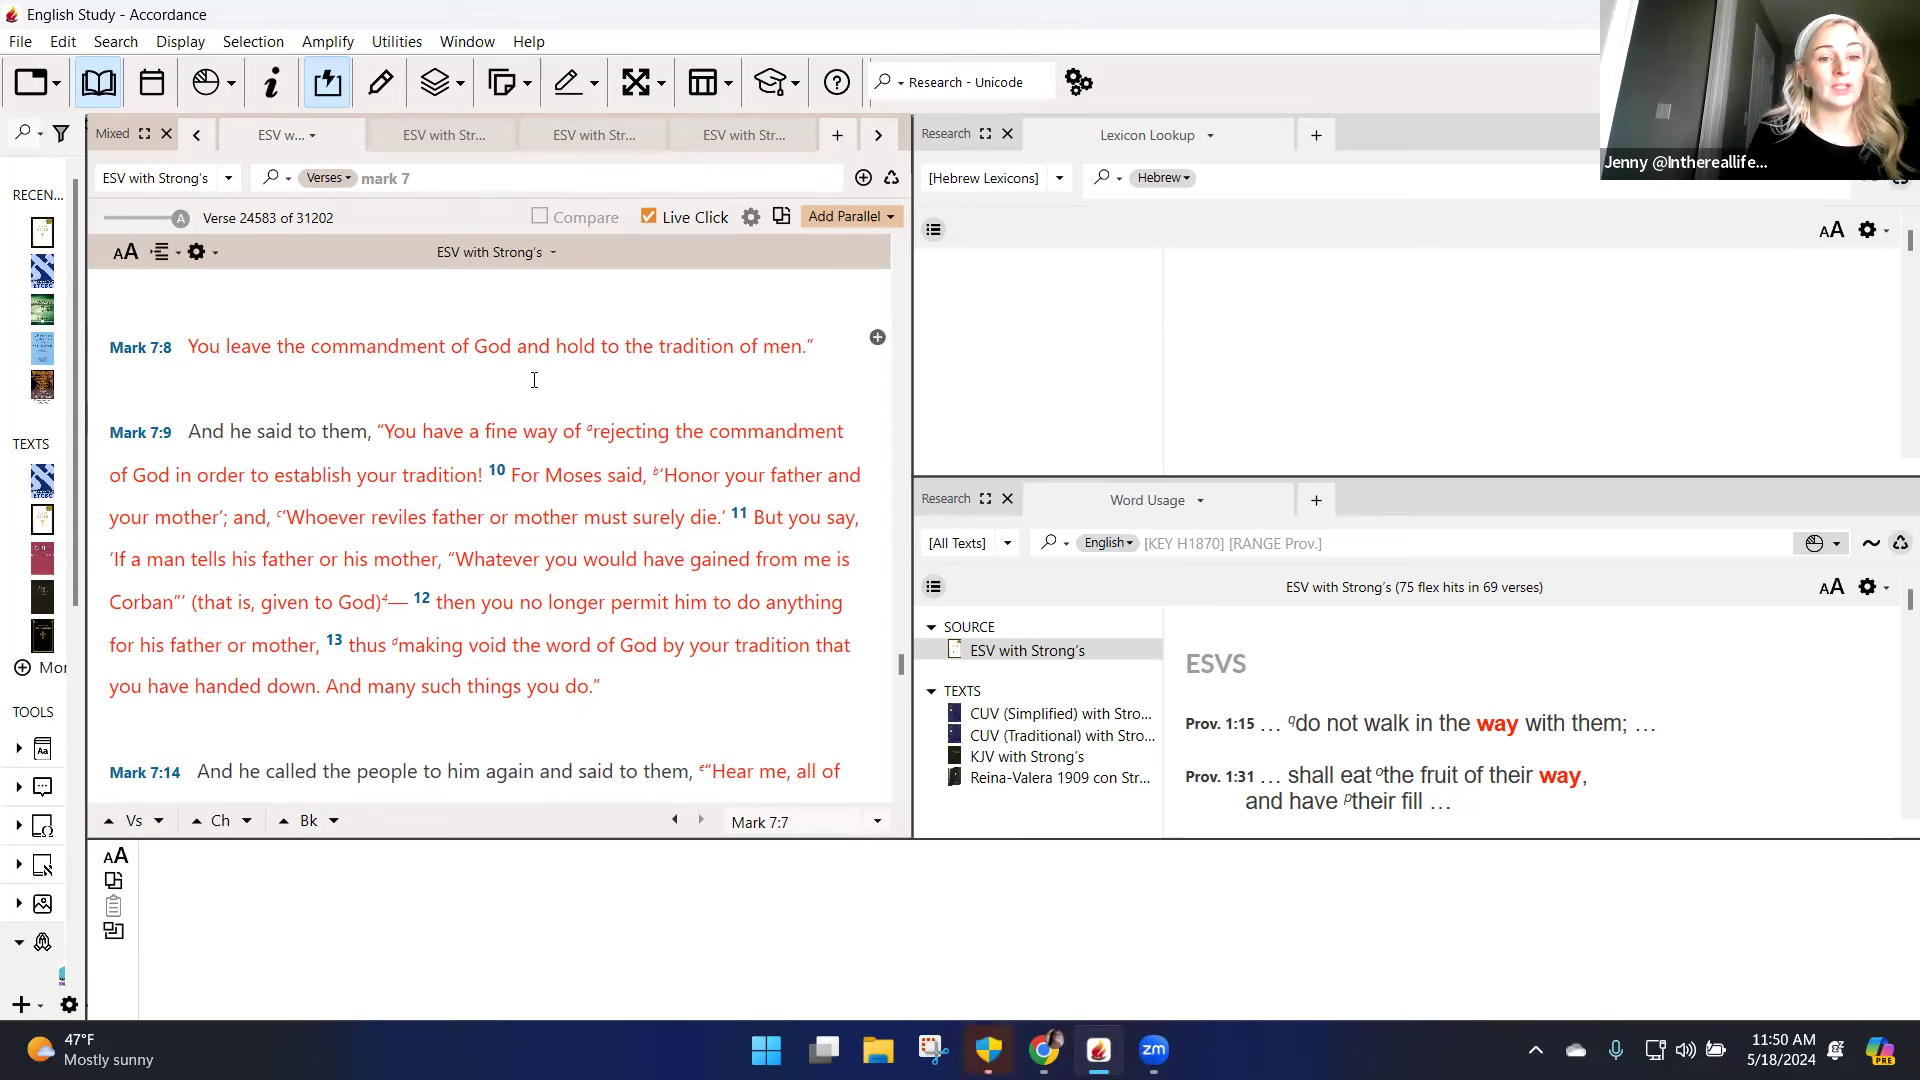 English Study - Accordance
File Edit Search Display Selection Amplify Utilities Window Help
Research - Unicode
Jenny @Inthereallife...
Mixed
ESV w...
ESV with Str...
ESV with Str...
ESV with Str...
Research
Lexicon Lookup
ESV with Strong's
Verses
mark 7
[Hebrew Lexicons]
Hebrew
RECEN...
A Verse 24583 of 31202
Compare
Live Click
Add Parallel
AA
ESV with Strong's
AA
Mark 7:8 You leave the commandment of God and hold to the tradition of men.”
Mark 7:9 And he said to them, “You have a fine way of ᵃrejecting the commandment
of God in order to establish your tradition! 10 For Moses said, ᵇ‘Honor your father and
your mother’; and, ᶜ‘Whoever reviles father or mother must surely die.’ 11 But you say,
‘If a man tells his father or his mother, “Whatever you would have gained from me is
Corban”’ (that is, given to God)⁴— 12 then you no longer permit him to do anything
for his father or mother, 13 thus ᵈmaking void the word of God by your tradition that
you have handed down. And many such things you do.”
Mark 7:14 And he called the people to him again and said to them, ᵉ“Hear me, all of
Vs Ch Bk
Mark 7:7
TEXTS
Mor
TOOLS
Research
Word Usage
[All Texts]
English
[KEY H1870] [RANGE Prov.]
ESV with Strong's (75 flex hits in 69 verses)
AA
SOURCE
ESV with Strong's
TEXTS
CUV (Simplified) with Stro...
CUV (Traditional) with Stro...
KJV with Strong's
Reina-Valera 1909 con Str...
ESVS
Prov. 1:15 … ᑫdo not walk in the way with them; …
Prov. 1:31 … shall eat ᵒthe fruit of their way,
and have ᵖtheir fill …
AA
47°F
Mostly sunny
zm
11:50 AM
5/18/2024
PRE